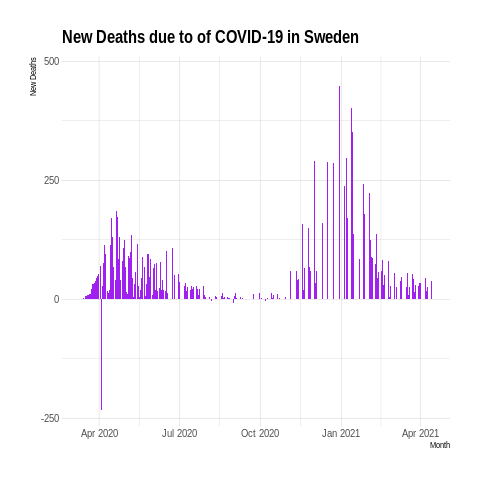 New Deaths due to of COVID-19 in Sweden
New Deaths
500
250
0
-250
Apr 2020 Jul 2020 Oct 2020 Jan 2021 Apr 2021
Month